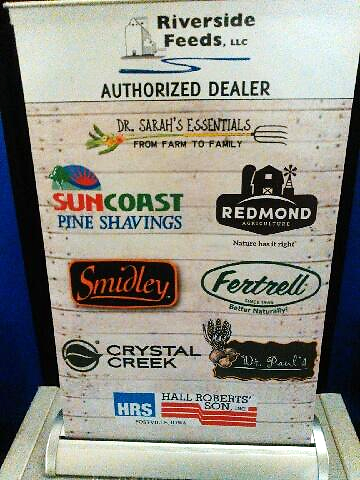 Riverside
Feeds, LLC
AUTHORIZED DEALER
DR. SARAH'S ESSENTIALS
FROM FARM TO FAMILY
SUNCOAST
PINE SHAVINGS
REDMOND
AGRICULTURE
Nature has it right
Smidley
Fertrell
SINCE 1946
Better Naturally!
CRYSTAL
CREEK
Dr. Paul's
HRS
HALL ROBERTS'
SON, INC
POSTVILLE, IOWA